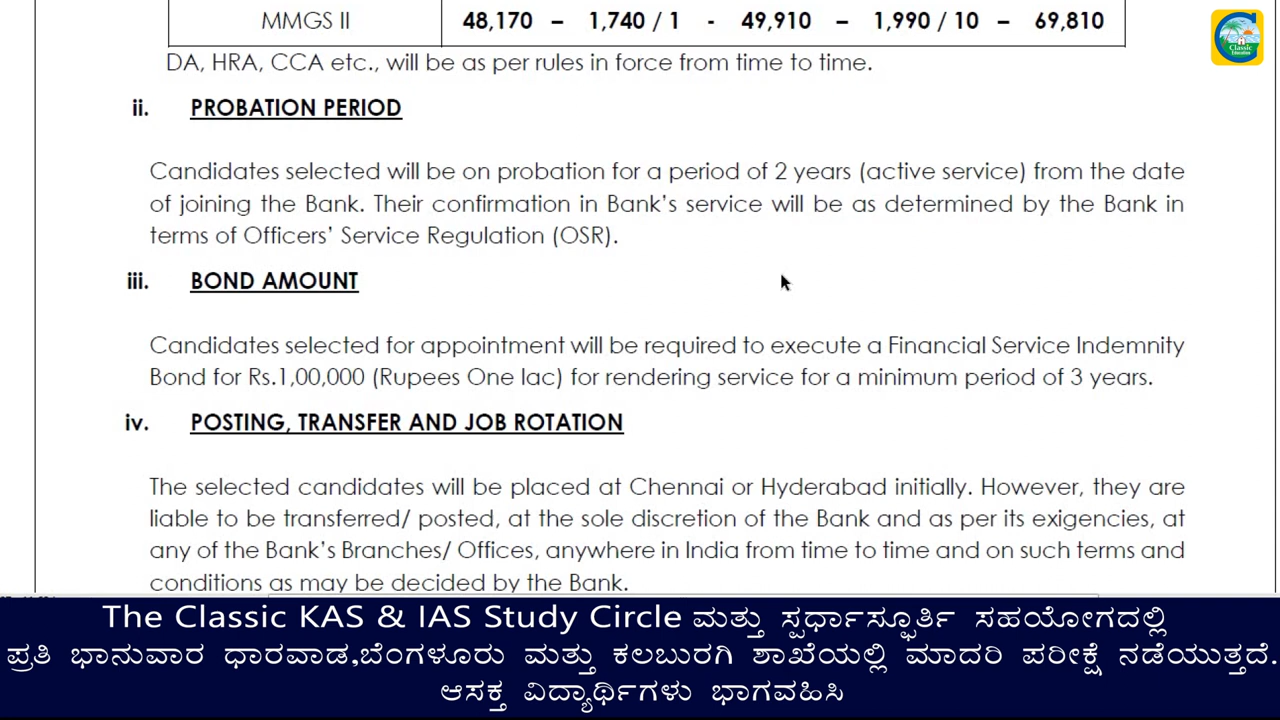 MMGS II 48,170 – 1,740 / 1 - 49,910 – 1,990 / 10 – 69,810
DA, HRA, CCA etc., will be as per rules in force from time to time.
ii. PROBATION PERIOD
Candidates selected will be on probation for a period of 2 years (active service) from the date
of joining the Bank. Their confirmation in Bank's service will be as determined by the Bank in
terms of Officers' Service Regulation (OSR).
iii. BOND AMOUNT
Candidates selected for appointment will be required to execute a Financial Service Indemnity
Bond for Rs.1,00,000 (Rupees One lac) for rendering service for a minimum period of 3 years.
iv. POSTING, TRANSFER AND JOB ROTATION
The selected candidates will be placed at Chennai or Hyderabad initially. However, they are
liable to be transferred/ posted, at the sole discretion of the Bank and as per its exigencies, at
any of the Bank's Branches/ Offices, anywhere in India from time to time and on such terms and
conditions as may be decided by the Bank.
The Classic KAS & IAS Study Circle ಮತ್ತು ಸ್ಪರ್ಧಾಸ್ಫೂರ್ತಿ ಸಹಯೋಗದಲ್ಲಿ
ಪ್ರತಿ ಭಾನುವಾರ ಧಾರವಾಡ,ಬೆಂಗಳೂರು ಮತ್ತು ಕಲಬುರಗಿ ಶಾಖೆಯಲ್ಲಿ ಮಾದರಿ ಪರೀಕ್ಷೆ ನಡೆಯುತ್ತದೆ.
ಆಸಕ್ತ ವಿದ್ಯಾರ್ಥಿಗಳು ಭಾಗವಹಿಸಿ
Classic
Education